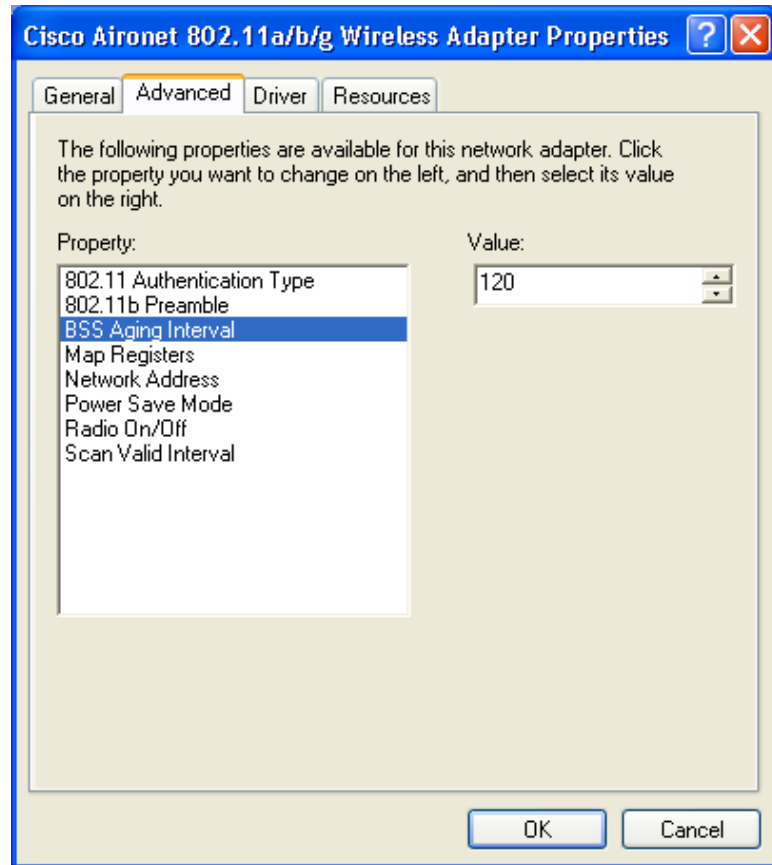 Cisco Aironet 802.11a/b/g Wireless Adapter Properties
General Advanced Driver Resources
The following properties are available for this network adapter. Click
the property you want to change on the left, and then select its value
on the right.
Property:
802.11 Authentication Type
802.11b Preamble
BSS Aging Interval
Map Registers
Network Address
Power Save Mode
Radio On/Off
Scan Valid Interval
Value:
120
OK Cancel